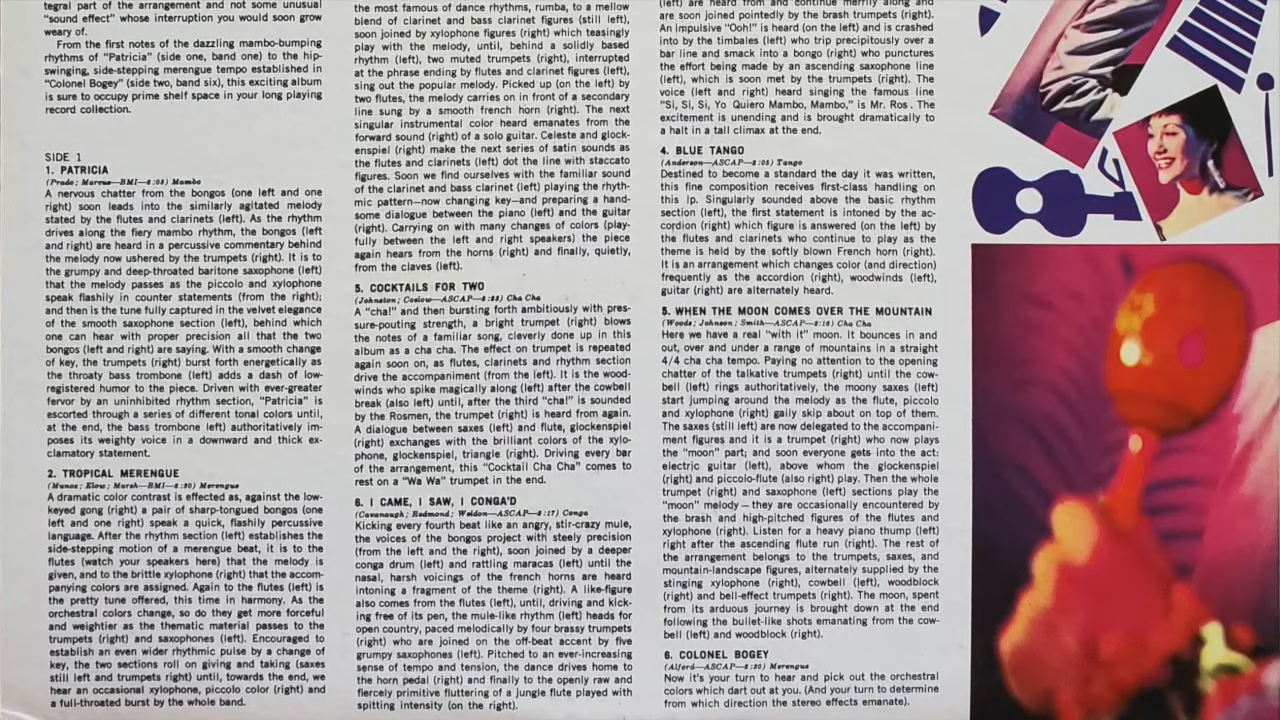 tegral part of the arrangement and not some unusual
"sound effect" whose interruption you would soon grow
weary of.
From the first notes of the dazzling mambo-bumping
rhythms of "Patricia" (side one, band one) to the hip-
swinging, side-stepping merengue tempo established in
"Colonel Bogey" (side two, band six), this exciting album
is sure to occupy prime shelf space in your long playing
record collection.
SIDE 1
1. PATRICIA
(Prado; Marcus—BMI—2:08) Mambo
A nervous chatter from the bongos (one left and one
right) soon leads into the similarly agitated melody
stated by the flutes and clarinets (left). As the rhythm
drives along the fiery mambo rhythm, the bongos (left
and right) are heard in a percussive commentary behind
the melody now ushered by the trumpets (right). It is to
the grumpy and deep-throated baritone saxophone (left)
that the melody passes as the piccolo and xylophone
speak flashily in counter statements (from the right);
and then is the tune fully captured in the velvet elegance
of the smooth saxophone section (left), behind which
one can hear with proper precision all that the two
bongos (left and right) are saying. With a smooth change
of key, the trumpets (right) burst forth energetically as
the throaty bass trombone (left) adds a dash of low-
registered humor to the piece. Driven with ever-greater
fervor by an uninhibited rhythm section, "Patricia" is
escorted through a series of different tonal colors until,
at the end, the bass trombone left) authoritatively im-
poses its weighty voice in a downward and thick ex-
clamatory statement.
2. TROPICAL MERENGUE
(Munos; Elow; Marsh—BMI—2:30) Merengue
A dramatic color contrast is effected as, against the low-
keyed gong (right) a pair of sharp-tongued bongos (one
left and one right) speak a quick, flashily percussive
language. After the rhythm section (left) establishes the
side-stepping motion of a merengue beat, it is to the
flutes (watch your speakers here) that the melody is
given, and to the brittle xylophone (right) that the accom-
panying colors are assigned. Again to the flutes (left) is
the pretty tune offered, this time in harmony. As the
orchestral colors change, so do they get more forceful
and weightier as the thematic material passes to the
trumpets (right) and saxophones (left). Encouraged to
establish an even wider rhythmic pulse by a change of
key, the two sections roll on giving and taking (saxes
still left and trumpets right) until, towards the end, we
hear an occasional xylophone, piccolo color (right) and
a full-throated burst by the whole band.
the most famous of dance rhythms, rumba, to a mellow
blend of clarinet and bass clarinet figures (still left),
soon joined by xylophone figures (right) which teasingly
play with the melody, until, behind a solidly based
rhythm (left), two muted trumpets (right), interrupted
at the phrase ending by flutes and clarinet figures (left),
sing out the popular melody. Picked up (on the left) by
two flutes, the melody carries on in front of a secondary
line sung by a smooth french horn (right). The next
singular instrumental color heard emanates from the
forward sound (right) of a solo guitar. Celeste and glock-
enspiel (right) make the next series of satin sounds as
the flutes and clarinets (left) dot the line with staccato
figures. Soon we find ourselves with the familiar sound
of the clarinet and bass clarinet (left) playing the rhyth-
mic pattern—now changing key—and preparing a hand-
some dialogue between the piano (left) and the guitar
(right). Carrying on with many changes of colors (play-
fully between the left and right speakers) the piece
again hears from the horns (right) and finally, quietly,
from the claves (left).
5. COCKTAILS FOR TWO
(Johnston; Coslow—ASCAP—2:52) Cha Cha
A "cha!" and then bursting forth ambitiously with pres-
sure-pouting strength, a bright trumpet (right) blows
the notes of a familiar song, cleverly done up in this
album as a cha cha. The effect on trumpet is repeated
again soon on, as flutes, clarinets and rhythm section
drive the accompaniment (from the left). It is the wood-
winds who spike magically along (left) after the cowbell
break (also left) until, after the third "cha!" is sounded
by the Rosmen, the trumpet (right) is heard from again.
A dialogue between saxes (left) and flute, glockenspiel
(right) exchanges with the brilliant colors of the xylo-
phone, glockenspiel, triangle (right). Driving every bar
of the arrangement, this "Cocktail Cha Cha" comes to
rest on a "Wa Wa" trumpet in the end.
6. I CAME, I SAW, I CONGA'D
(Cavanaugh; Redmond; Weldon—ASCAP—2:17) Conga
Kicking every fourth beat like an angry, stir-crazy mule,
the voices of the bongos project with steely precision
(from the left and the right), soon joined by a deeper
conga drum (left) and rattling maracas (left) until the
nasal, harsh voicings of the french horns are heard
intoning a fragment of the theme (right). A like-figure
also comes from the flutes (left), until, driving and kick-
ing free of its pen, the mule-like rhythm (left) heads for
open country, paced melodically by four brassy trumpets
(right) who are joined on the off-beat accent by five
grumpy saxophones (left). Pitched to an ever-increasing
sense of tempo and tension, the dance drives home to
the horn pedal (right) and finally to the openly raw and
fiercely primitive fluttering of a jungle flute played with
spitting intensity (on the right).
(left) are heard from and continue merrily along and
are soon joined pointedly by the brash trumpets (right).
An impulsive "Ooh!" is heard (on the left) and is crashed
into by the timbales (left) who trip precipitously over a
bar line and smack into a bongo (right) who punctures
the effort being made by an ascending saxophone line
(left), which is soon met by the trumpets (right). The
voice (left and right) heard singing the famous line
"Si, Si, Si, Yo Quiero Mambo, Mambo," is Mr. Ros. The
excitement is unending and is brought dramatically to
a halt in a tall climax at the end.
4. BLUE TANGO
(Anderson—ASCAP—2:05) Tango
Destined to become a standard the day it was written,
this fine composition receives first-class handling on
this lp. Singularly sounded above the basic rhythm
section (left), the first statement is intoned by the ac-
cordion (right) which figure is answered (on the left) by
the flutes and clarinets who continue to play as the
theme is held by the softly blown French horn (right).
It is an arrangement which changes color (and direction)
frequently as the accordion (right), woodwinds (left),
guitar (right) are alternately heard.
5. WHEN THE MOON COMES OVER THE MOUNTAIN
(Woods; Johnson; Smith—ASCAP—2:18) Cha Cha
Here we have a real "with it" moon. It bounces in and
out, over and under a range of mountains in a straight
4/4 cha cha tempo. Paying no attention to the opening
chatter of the talkative trumpets (right) until the cow-
bell (left) rings authoritatively, the moony saxes (left)
start jumping around the melody as the flute, piccolo
and xylophone (right) gaily skip about on top of them.
The saxes (still left) are now delegated to the accompani-
ment figures and it is a trumpet (right) who now plays
the "moon" part; and soon everyone gets into the act:
electric guitar (left), above whom the glockenspiel
(right) and piccolo-flute (also right) play. Then the whole
trumpet (right) and saxophone (left) sections play the
"moon" melody — they are occasionally encountered by
the brash and high-pitched figures of the flutes and
xylophone (right). Listen for a heavy piano thump (left)
right after the ascending flute run (right). The rest of
the arrangement belongs to the trumpets, saxes, and
mountain-landscape figures, alternately supplied by the
stinging xylophone (right), cowbell (left), woodblock
(right) and bell-effect trumpets (right). The moon, spent
from its arduous journey is brought down at the end
following the bullet-like shots emanating from the cow-
bell (left) and woodblock (right).
6. COLONEL BOGEY
(Alford—ASCAP—2:30) Merengue
Now it's your turn to hear and pick out the orchestral
colors which dart out at you. (And your turn to determine
from which direction the stereo effects emanate).